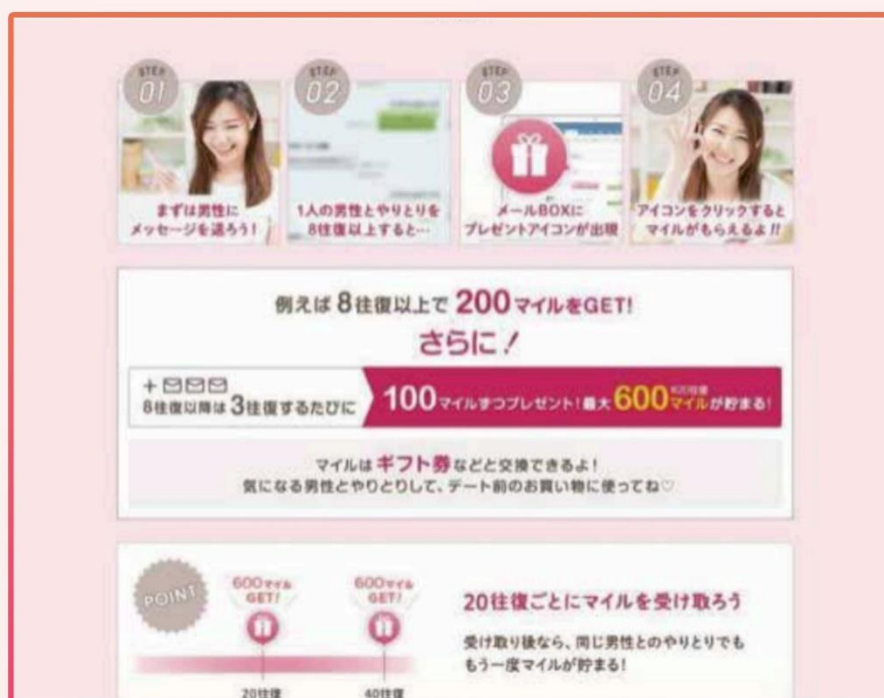 STEP
01
まずは男性に
メッセージを送ろう!
STEP
02
1人の男性とやりとりを
8往復以上すると…
STEP
03
メールBOXに
プレゼントアイコンが出現
STEP
04
アイコンをクリックすると
マイルがもらえるよ!!
例えば8往復以上で200マイルをGET!
さらに!
+
8往復以降は3往復するたびに
100マイルずつプレゼント!最大600マイルが貯まる!
マイルはギフト券などと交換できるよ!
気になる男性とやりとりして、デート前のお買い物に使ってね♡
POINT
600マイル
GET!
600マイル
GET!
20往復
40往復
20往復ごとにマイルを受け取ろう
受け取り後なら、同じ男性とのやりとりでも
もう一度マイルが貯まる!